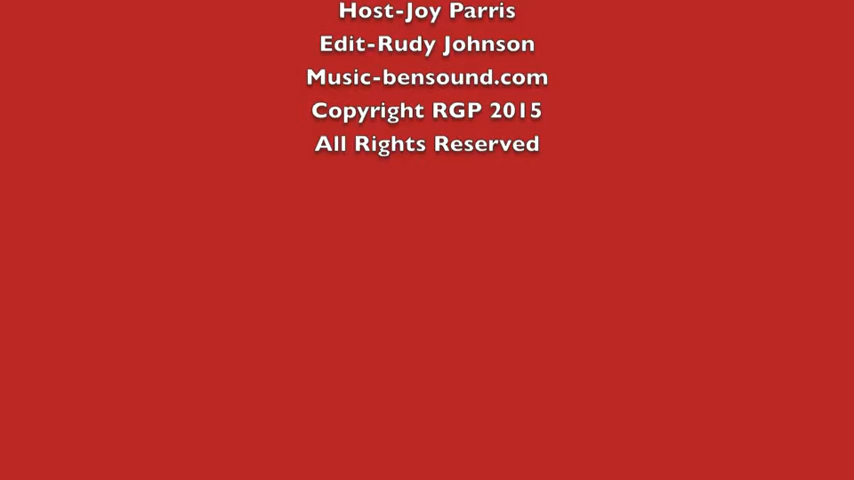 Host-Joy Parris
Edit-Rudy Johnson
Music-bensound.com
Copyright RGP 2015
All Rights Reserved